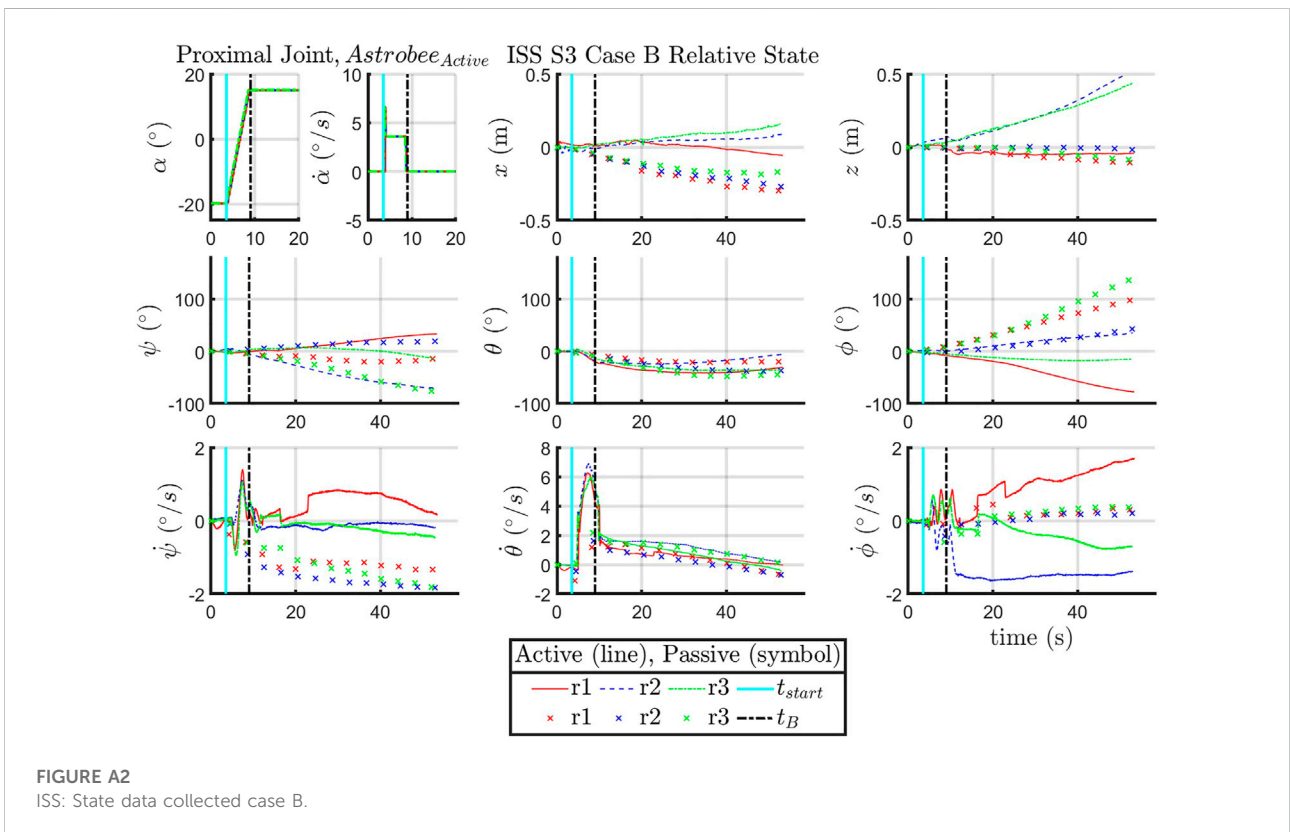 Proximal Joint, Astrobee_Active ISS S3 Case B Relative State
20
0
-20
α (°)
0 10 20
10
5
0
-5
α̇ (°/s)
0 10 20
0.5
0
-0.5
x (m)
0 20 40
0.5
0
-0.5
z (m)
0 20 40
100
0
-100
ψ (°)
0 20 40
100
0
-100
θ (°)
0 20 40
100
0
-100
ϕ (°)
0 20 40
2
0
-2
ψ̇ (°/s)
0 20 40
8
6
4
2
0
-2
θ̇ (°/s)
0 20 40
2
0
-2
ϕ̇ (°/s)
0 20 40
time (s)
Active (line), Passive (symbol)
r1 r2 r3 t_start
r1 r2 r3 t_B
FIGURE A2
ISS: State data collected case B.